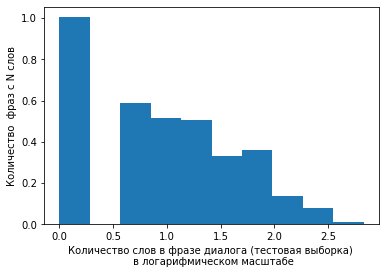 1.0
0.8
0.6
0.4
0.2
0.0
Количество  фраз с N слов
0.0 0.5 1.0 1.5 2.0 2.5
Количество слов в фразе диалога (тестовая выборка)
в логарифмическом масштабе